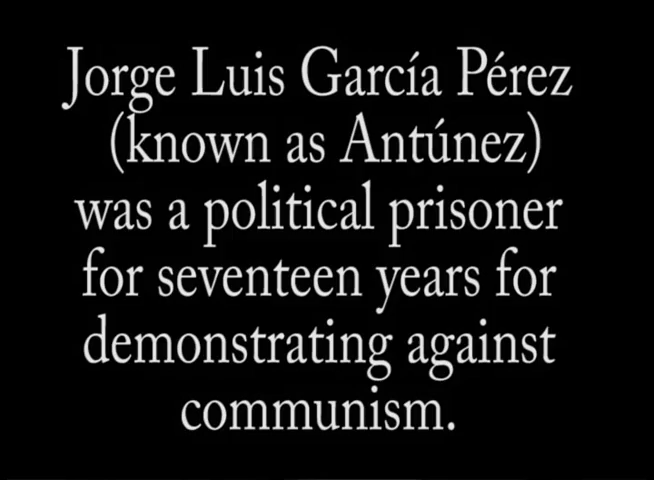 Jorge Luis García Pérez
(known as Antúnez)
was a political prisoner
for seventeen years for
demonstrating against
communism.